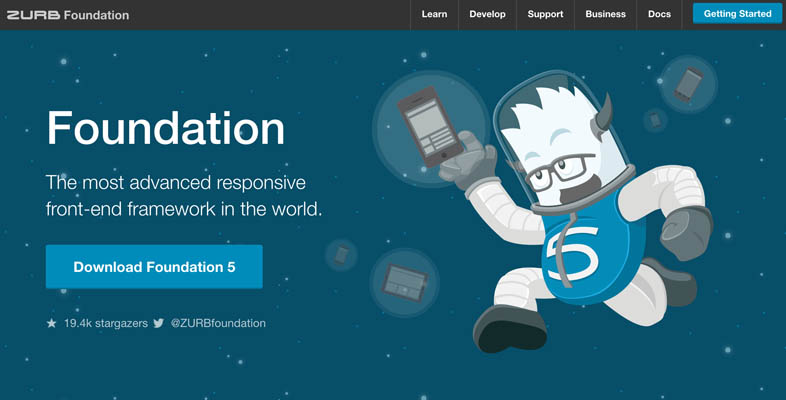 ZURB Foundation
Learn
Develop
Support
Business
Docs
Getting Started
Foundation
The most advanced responsive
front-end framework in the world.
Download Foundation 5
19.4k stargazers @ZURBfoundation
5